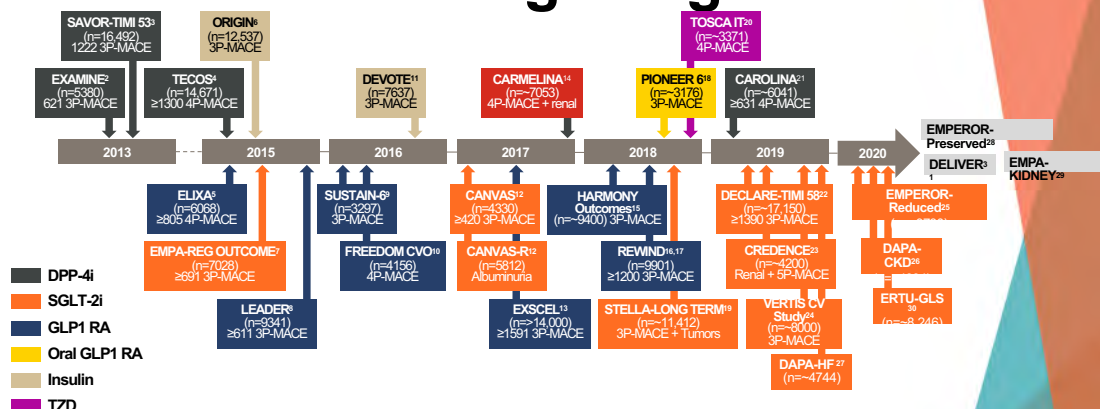 SAVOR-TIMI 53³
(n=16,492)
1222 3P-MACE
ORIGIN⁶
(n=12,537)
3P-MACE
TOSCA IT²⁰
(n=~3371)
4P-MACE
EXAMINE²
(n=5380)
621 3P-MACE
TECOS⁴
(n=14,671)
≥1300 4P-MACE
DEVOTE¹¹
(n=7637)
3P-MACE
CARMELINA¹⁴
(n=~7053)
4P-MACE + renal
PIONEER 6¹⁸
(n=~3176)
3P-MACE
CAROLINA²¹
(n=~6041)
≥631 4P-MACE
2013
2015
2016
2017
2018
2019
2020
EMPEROR-
Preserved²⁸
DELIVER³
1
EMPA-
KIDNEY²⁹
ELIXA⁵
(n=6068)
≥805 4P-MACE
SUSTAIN-6⁹
(n=3297)
3P-MACE
CANVAS¹²
(n=4330)
≥420 3P-MACE
HARMONY
Outcomes¹⁵
(n=~9400) 3P-MACE
DECLARE-TIMI 58²²
(n=~17,150)
≥1390 3P-MACE
EMPEROR-
Reduced²⁵
EMPA-REG OUTCOME⁷
(n=7028)
≥691 3P-MACE
FREEDOM CVO¹⁰
(n=4156)
4P-MACE
CANVAS-R¹²
(n=5812)
Albuminuria
REWIND¹⁶,¹⁷
(n=9901)
≥1200 3P-MACE
CREDENCE²³
(n=~4200)
Renal + 5P-MACE
DAPA-
CKD²⁶
LEADER⁸
(n=9341)
≥611 3P-MACE
EXSCEL¹³
(n=>14,000)
≥1591 3P-MACE
STELLA-LONG TERM¹⁹
(n=~11,412)
3P-MACE + Tumors
VERTIS CV
Study²⁴
(n=~8000)
3P-MACE
ERTU-GLS
30
(n=~8,246)
DAPA-HF ²⁷
(n=~4744)
DPP-4i
SGLT-2i
GLP1 RA
Oral GLP1 RA
Insulin
TZD